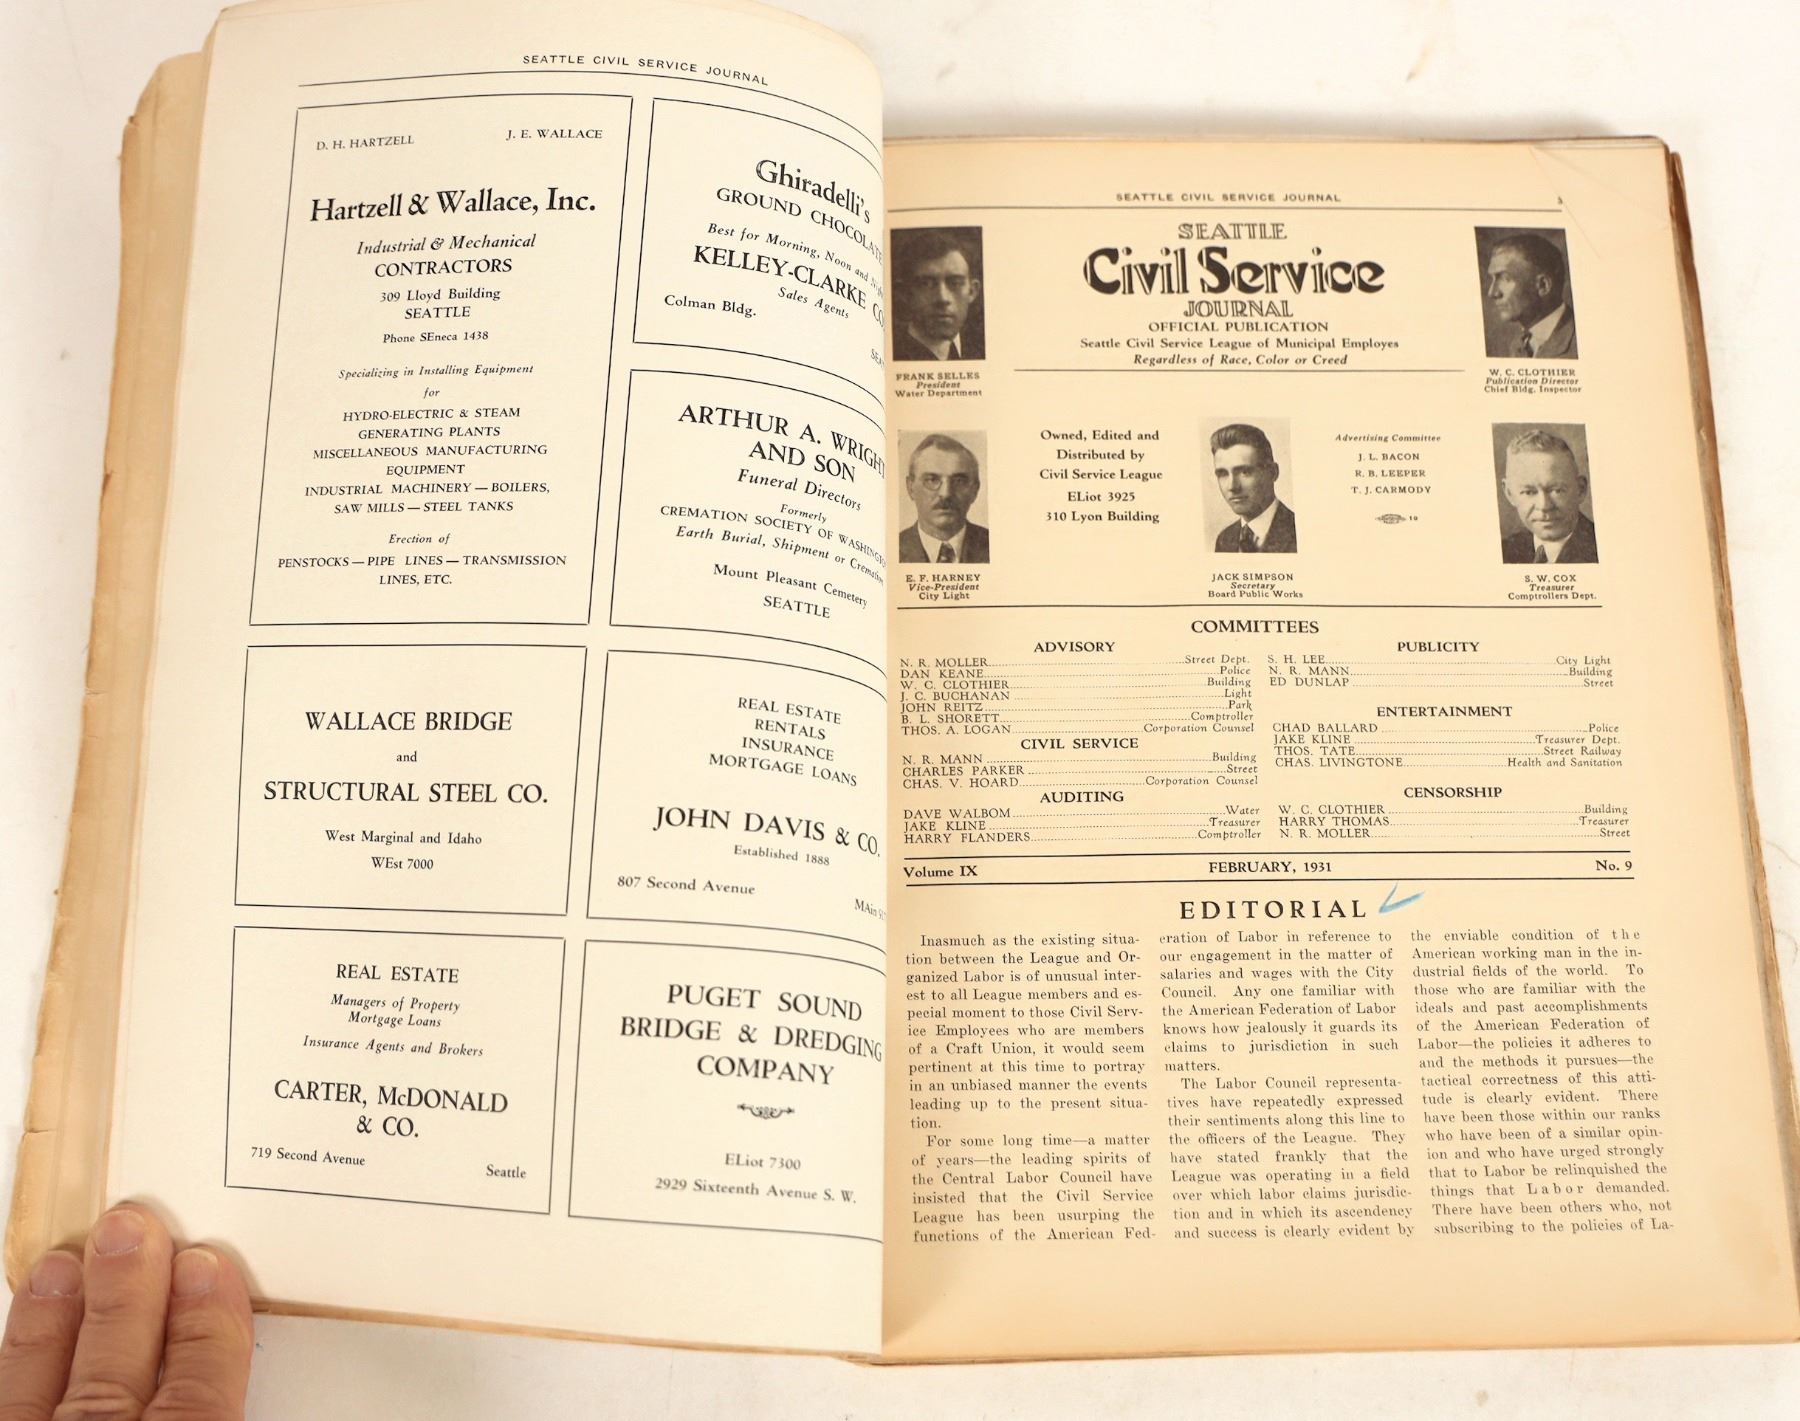 SEATTLE CIVIL SERVICE JOURNAL
D. H. HARTZELL J. E. WALLACE
Hartzell & Wallace, Inc.
Industrial & Mechanical
CONTRACTORS
309 Lloyd Building
SEATTLE
Phone SEneca 1438
Specializing in Installing Equipment
for
HYDRO-ELECTRIC & STEAM
GENERATING PLANTS
MISCELLANEOUS MANUFACTURING
EQUIPMENT
INDUSTRIAL MACHINERY — BOILERS,
SAW MILLS — STEEL TANKS
Erection of
PENSTOCKS — PIPE LINES — TRANSMISSION
LINES, ETC.
WALLACE BRIDGE
and
STRUCTURAL STEEL CO.
West Marginal and Idaho
WEst 7000
REAL ESTATE
Managers of Property
Mortgage Loans
Insurance Agents and Brokers
CARTER, McDONALD
& CO.
719 Second Avenue
Seattle
Ghiradelli's
GROUND CHOCOLATE
Best for Morning, Noon and
KELLEY-CLARKE CO
Sales Agents
Colman Bldg.
ARTHUR A. WRIGHT
AND SON
Funeral Directors
Formerly
CREMATION SOCIETY OF WASHINGTON
Earth Burial, Shipment or Cremation
Mount Pleasant Cemetery
SEATTLE
REAL ESTATE
RENTALS
INSURANCE
MORTGAGE LOANS
JOHN DAVIS & CO.
Established 1888
807 Second Avenue
MAin
PUGET SOUND
BRIDGE & DREDGING
COMPANY
ELiot 7300
2929 Sixteenth Avenue S. W.
SEATTLE CIVIL SERVICE JOURNAL 3
SEATTLE
Civil Service
JOURNAL
OFFICIAL PUBLICATION
Seattle Civil Service League of Municipal Employes
Regardless of Race, Color or Creed
FRANK SELLES
President
Water Department
W. C. CLOTHIER
Publication Director
Chief Bldg. Inspector
Owned, Edited and
Distributed by
Civil Service League
ELiot 3925
310 Lyon Building
Advertising Committee
J. L. BACON
R. B. LEEPER
T. J. CARMODY
19
E. F. HARNEY
Vice-President
City Light
JACK SIMPSON
Secretary
Board Public Works
S. W. COX
Treasurer
Comptrollers Dept.
COMMITTEES
ADVISORY
N. R. MOLLER Street Dept.
DAN KEANE Police
W. C. CLOTHIER Building
J. C. BUCHANAN Light
JOHN REITZ Park
B. L. SHORETT Comptroller
THOS. A. LOGAN Corporation Counsel
CIVIL SERVICE
N. R. MANN Building
CHARLES PARKER Street
CHAS. V. HOARD Corporation Counsel
AUDITING
DAVE WALBOM Water
JAKE KLINE Treasurer
HARRY FLANDERS Comptroller
PUBLICITY
S. H. LEE City Light
N. R. MANN Building
ED DUNLAP Street
ENTERTAINMENT
CHAD BALLARD Police
JAKE KLINE Treasurer Dept.
THOS. TATE Street Railway
CHAS. LIVINGTONE Health and Sanitation
CENSORSHIP
W. C. CLOTHIER Building
HARRY THOMAS Treasurer
N. R. MOLLER Street
Volume IX FEBRUARY, 1931 No. 9
EDITORIAL
Inasmuch as the existing situa-
tion between the League and Or-
ganized Labor is of unusual inter-
est to all League members and es-
pecial moment to those Civil Serv-
ice Employees who are members
of a Craft Union, it would seem
pertinent at this time to portray
in an unbiased manner the events
leading up to the present situa-
tion.
For some long time—a matter
of years—the leading spirits of
the Central Labor Council have
insisted that the Civil Service
League has been usurping the
functions of the American Fed-
eration of Labor in reference to
our engagement in the matter of
salaries and wages with the City
Council. Any one familiar with
the American Federation of Labor
knows how jealously it guards its
claims to jurisdiction in such
matters.
The Labor Council representa-
tives have repeatedly expressed
their sentiments along this line to
the officers of the League. They
have stated frankly that the
League was operating in a field
over which labor claims jurisdic-
tion and in which its ascendency
and success is clearly evident by
the enviable condition of the
American working man in the in-
dustrial fields of the world. To
those who are familiar with the
ideals and past accomplishments
of the American Federation of
Labor—the policies it adheres to
and the methods it pursues—the
tactical correctness of this atti-
tude is clearly evident. There
have been those within our ranks
who have been of a similar opin-
ion and who have urged strongly
that to Labor be relinquished the
things that Labor demanded.
There have been others who, not
subscribing to the policies of La-